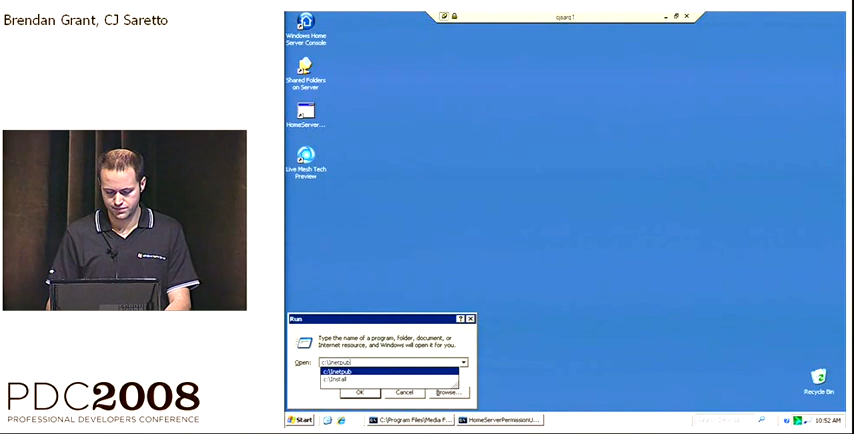 Brendan Grant, CJ Saretto
cjsarq1
Windows Home
Server Console
Shared Folders
on Server
HomeServer...
Live Mesh Tech
Preview
Run
Type the name of a program, folder, document, or
Internet resource, and Windows will open it for you.
Open:
c:\Inetpub
c:\Inetpub
c:\Install
OK
Cancel
Browse...
Recycle Bin
PDC2008
PROFESSIONAL DEVELOPERS CONFERENCE
Start
C:\Program Files\Media F...
HomeServerPermissionU...
10:52 AM